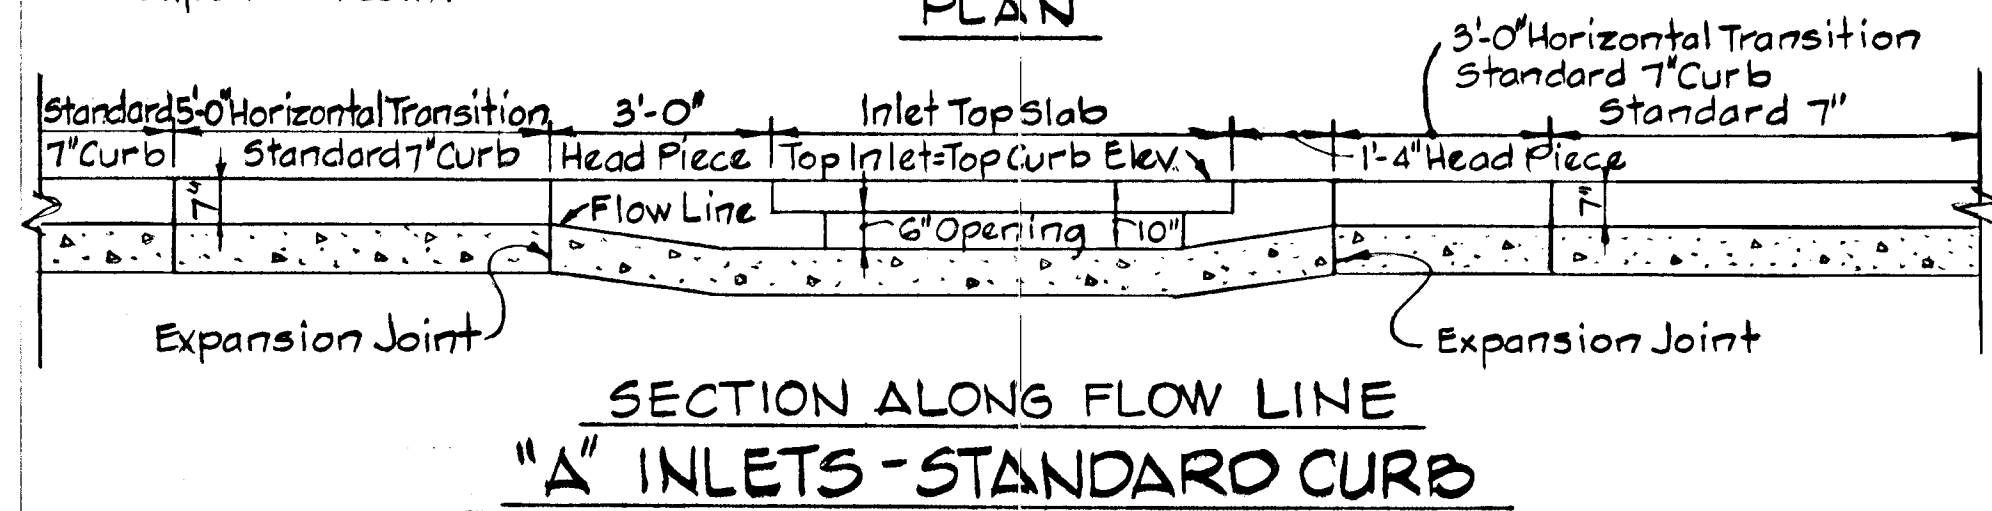 PLAN
3'-0" Horizontal Transition
Standard 7" Curb
Standard 7"
Standard 5'-0" Horizontal Transition 3'-0" Inlet Top Slab
7" Curb Standard 7" Curb Head Piece Top Inlet=Top Curb Elev. 1'-4" Head Piece
7" 7"
Flow Line
6" Opening 10"
Expansion Joint Expansion Joint
SECTION ALONG FLOW LINE
"A" INLETS - STANDARD CURB